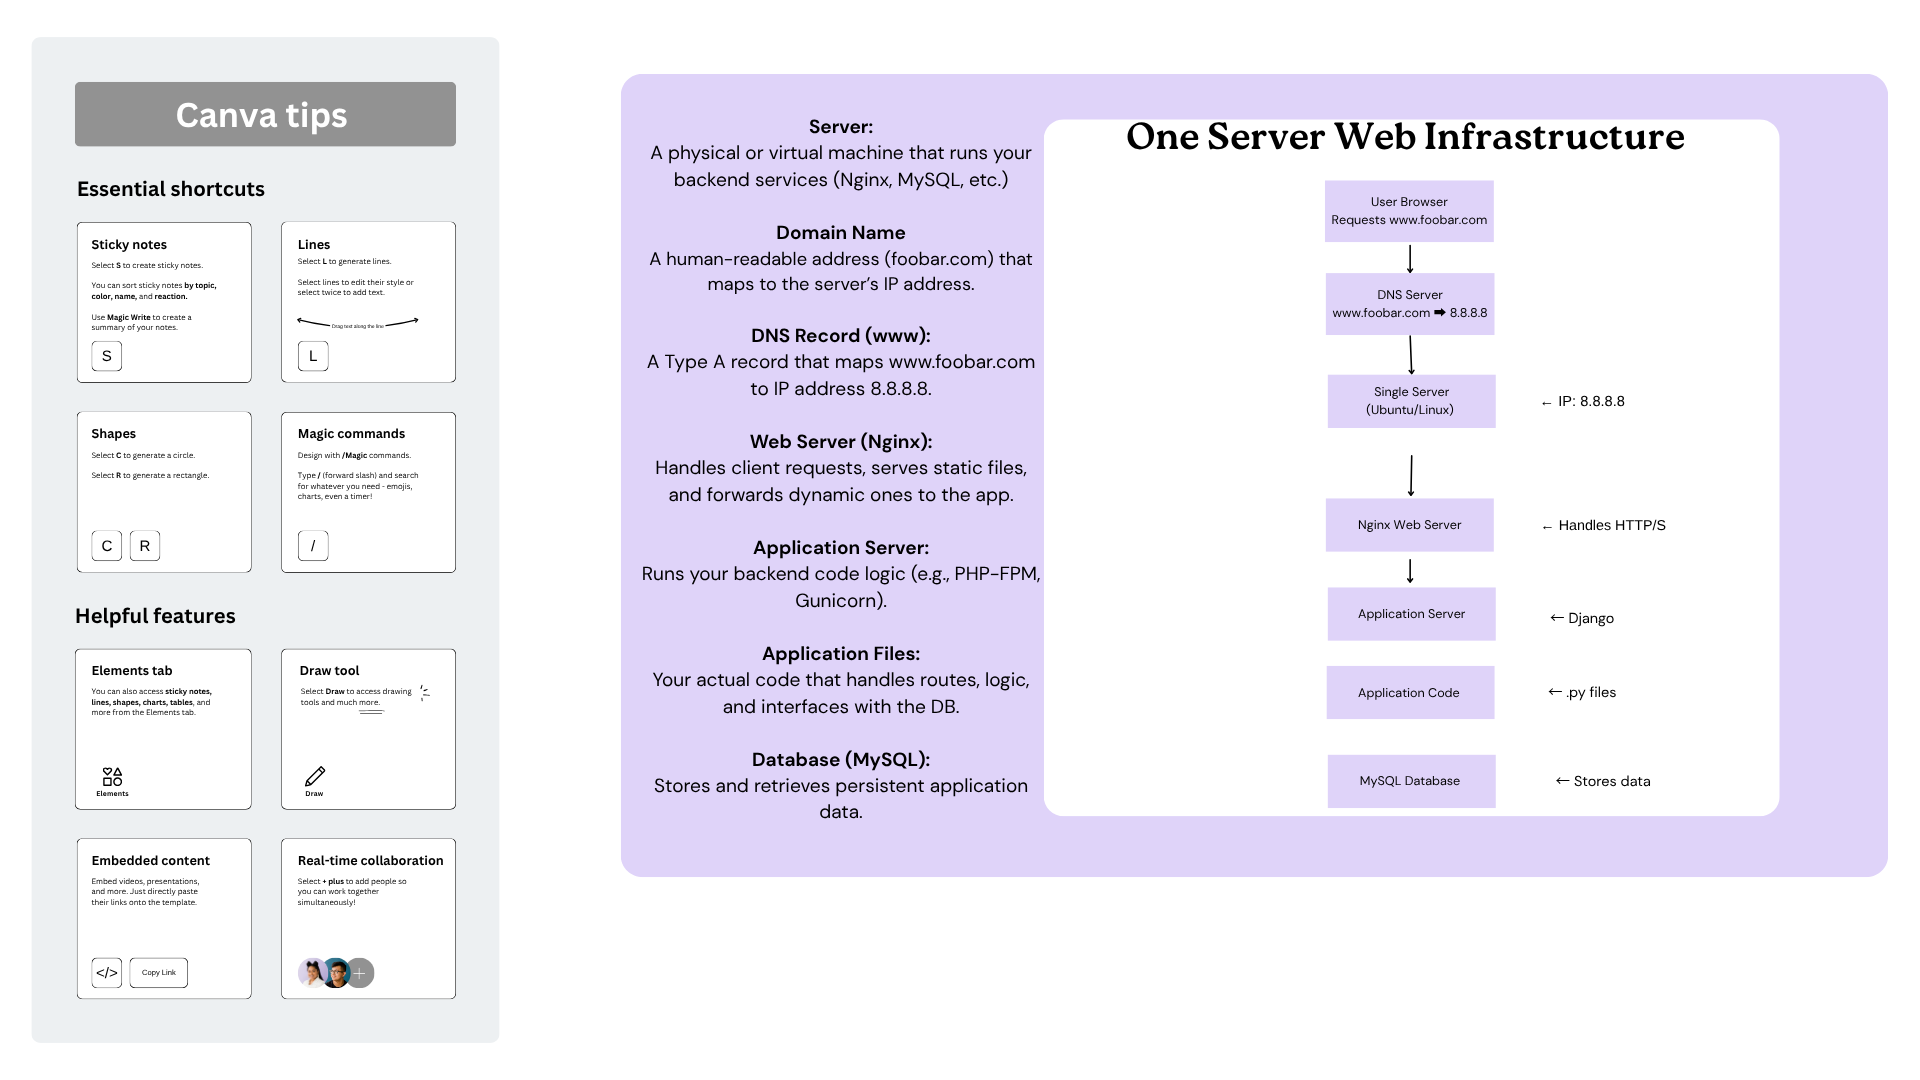 Canva tips
Essential shortcuts
Sticky notes
Select S to create sticky notes.
You can sort sticky notes by topic,
color, name, and reaction.
Use Magic Write to create a
summary of your notes.
S
Lines
Select L to generate lines.
Select lines to edit their style or
select twice to add text.
Drag text along the line
L
Shapes
Select C to generate a circle.
Select R to generate a rectangle.
C R
Magic commands
Design with /Magic commands.
Type / (forward slash) and search
for whatever you need - emojis,
charts, even a timer!
/
Helpful features
Elements tab
You can also access sticky notes,
lines, shapes, charts, tables, and
more from the Elements tab.
Elements
Draw tool
Select Draw to access drawing
tools and much more.
Draw
Embedded content
Embed videos, presentations,
and more. Just directly paste
their links onto the template.
</> Copy Link
Real-time collaboration
Select + plus to add people so
you can work together
simultaneously!
Server:
A physical or virtual machine that runs your
backend services (Nginx, MySQL, etc.)
Domain Name
A human-readable address (foobar.com) that
maps to the server’s IP address.
DNS Record (www):
A Type A record that maps www.foobar.com
to IP address 8.8.8.8.
Web Server (Nginx):
Handles client requests, serves static files,
and forwards dynamic ones to the app.
Application Server:
Runs your backend code logic (e.g., PHP-FPM,
Gunicorn).
Application Files:
Your actual code that handles routes, logic,
and interfaces with the DB.
Database (MySQL):
Stores and retrieves persistent application
data.
One Server Web Infrastructure
User Browser
Requests www.foobar.com
DNS Server
www.foobar.com ➡ 8.8.8.8
Single Server
(Ubuntu/Linux)
← IP: 8.8.8.8
Nginx Web Server
← Handles HTTP/S
Application Server
← Django
Application Code
← .py files
MySQL Database
← Stores data